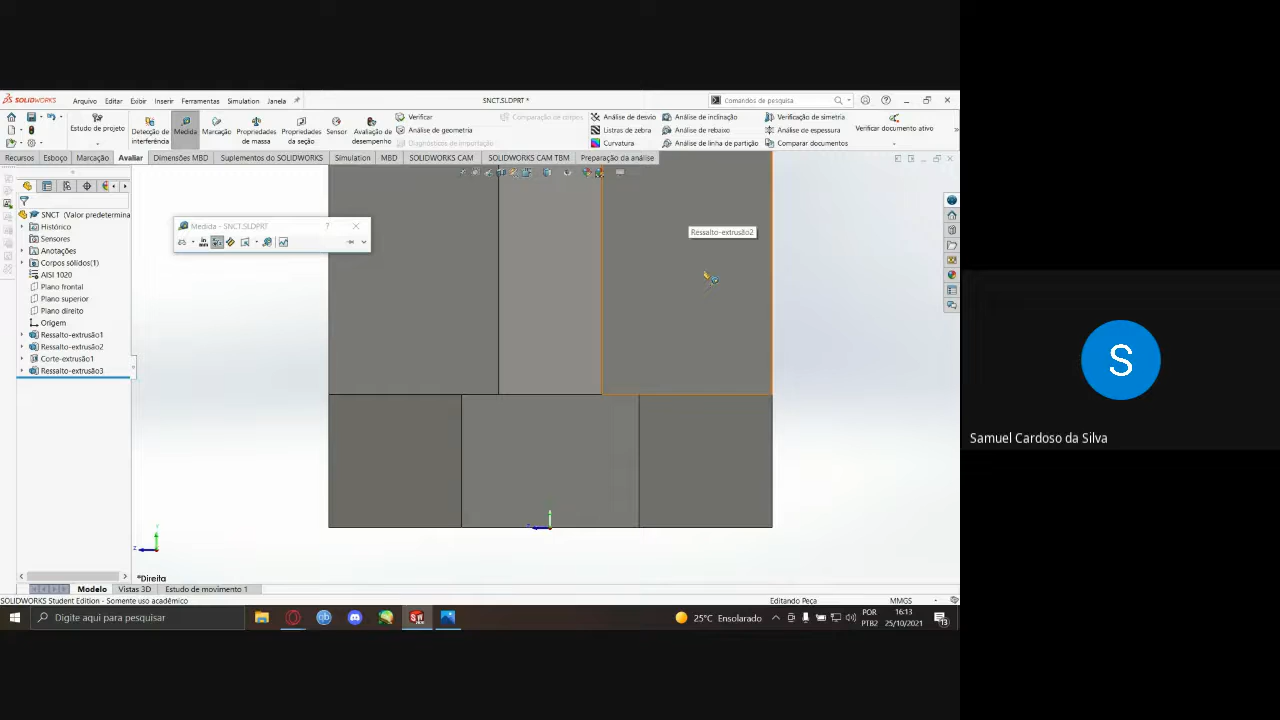 SOLIDWORKS Arquivo Editar Exibir Inserir Ferramentas Simulation Janela SNCT.SLDPRT * Comandos de pesquisa
Estudo de projeto
Detecção de interferência
Medida
Marcação
Propriedades de massa
Propriedades da seção
Sensor
Avaliação de desempenho
Verificar
Análise de geometria
Diagnósticos de importação
Comparação de corpos
Análise de desvio
Listras de zebra
Curvatura
Análise de inclinação
Análise de rebaixo
Análise de linha de partição
Verificação de simetria
Análise de espessura
Comparar documentos
Verificar documento ativo
Recursos Esboço Marcação Avaliar Dimensões MBD Suplementos do SOLIDWORKS Simulation MBD SOLIDWORKS CAM SOLIDWORKS CAM TBM Preparação da análise
SNCT (Valor predetermina
Histórico
Sensores
Anotações
Corpos sólidos(1)
AISI 1020
Plano frontal
Plano superior
Plano direito
Origem
Ressalto-extrusão1
Ressalto-extrusão2
Corte-extrusão1
Ressalto-extrusão3
Medida - SNCT.SLDPRT ?
Ressalto-extrusão2
*Direita
Modelo Vistas 3D Estudo de movimento 1
SOLIDWORKS Student Edition - Somente uso acadêmico Editando Peça MMGS
Digite aqui para pesquisar
25°C Ensolarado
POR
PTB2
16:13
25/10/2021
13
S
Samuel Cardoso da Silva